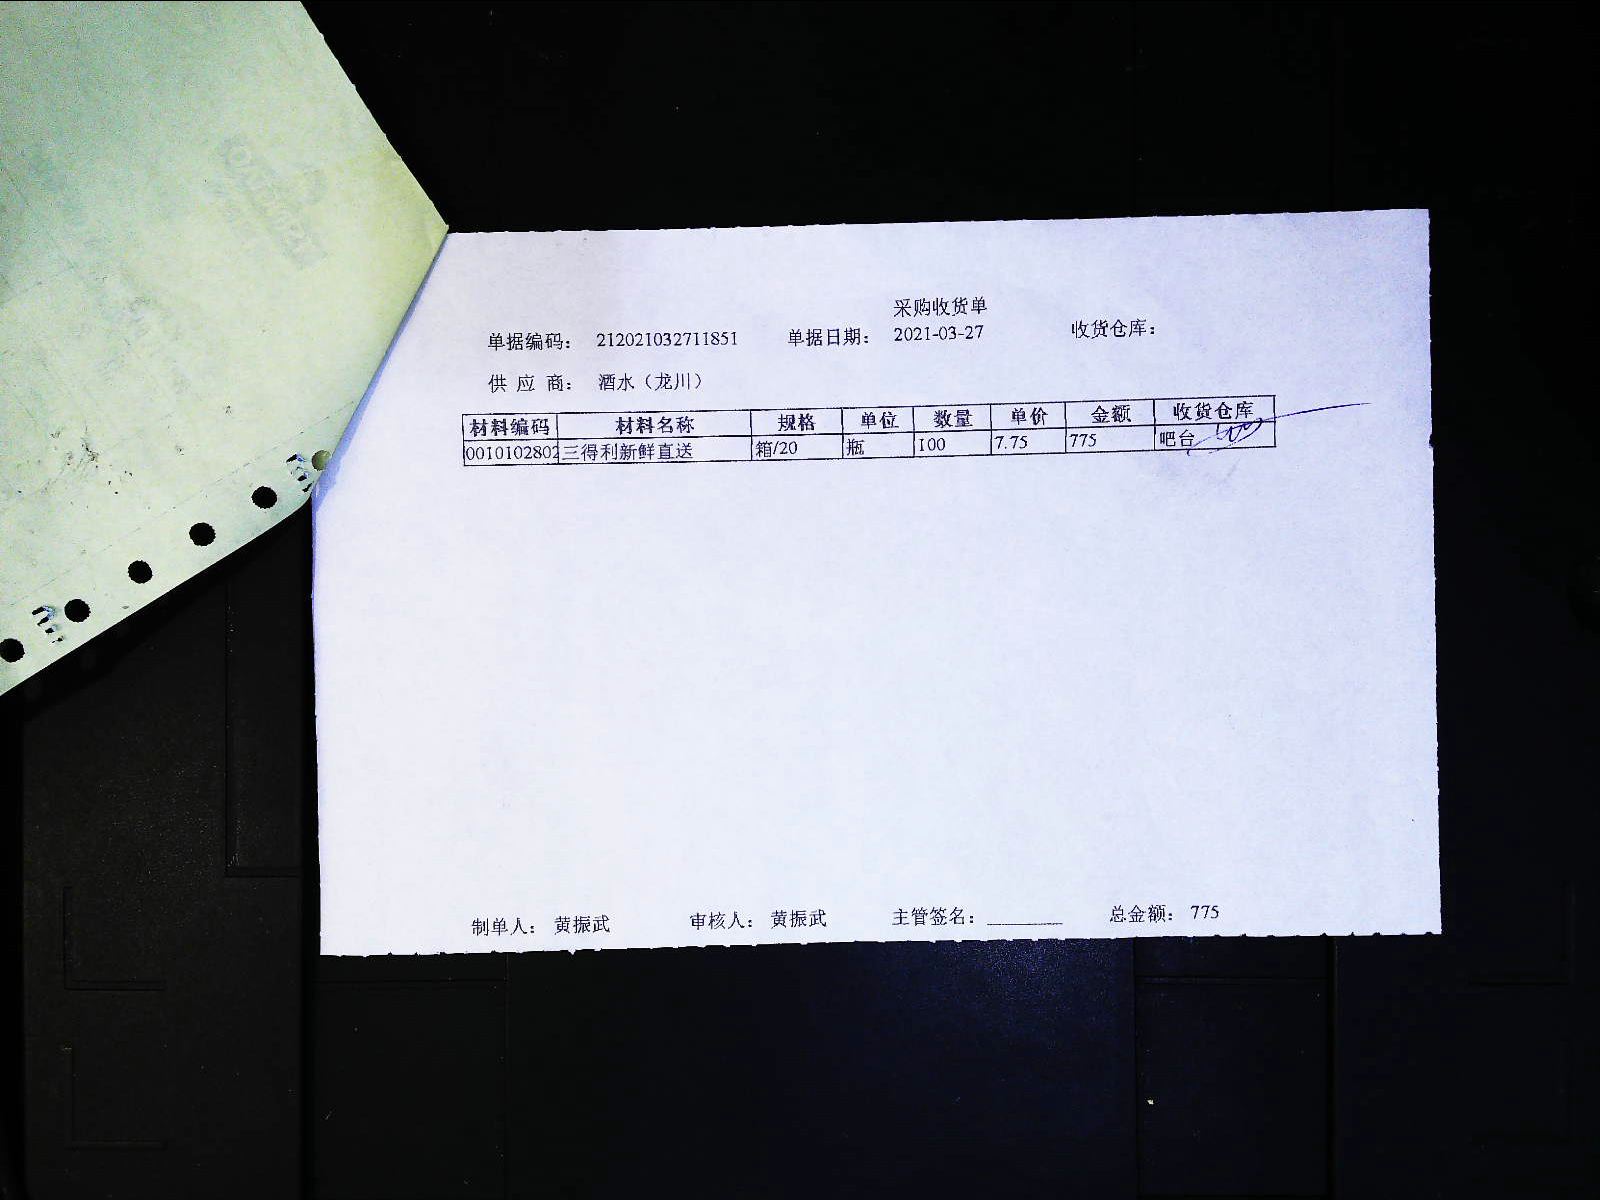 采购收货单
单据编码： 212021032711851 单据日期： 2021-03-27 收货仓库：
供 应 商： 酒水（龙川）
材料编码 材料名称 规格 单位 数量 单价 金额 收货仓库
0010102802 三得利新鲜直送 箱/20 瓶 100 7.75 775 吧台
制单人： 黄振武 审核人： 黄振武 主管签名：________ 总金额： 775